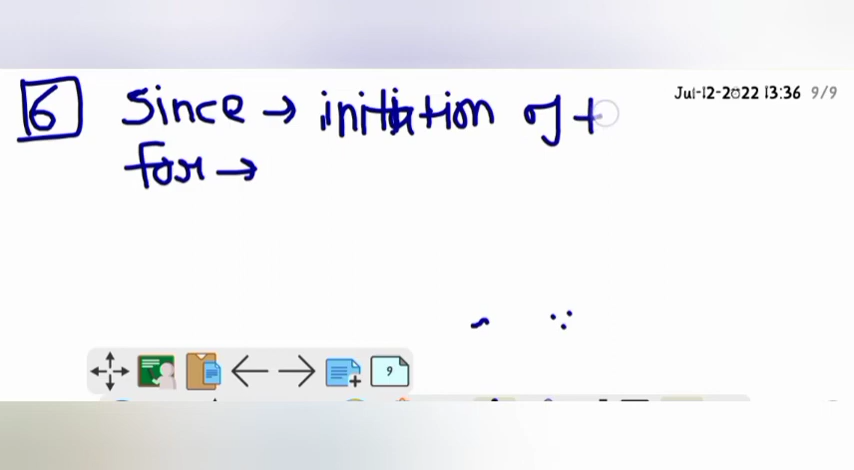 6 Since → initiation of t
Jul-12-2022 13:36 9/9
for →
9